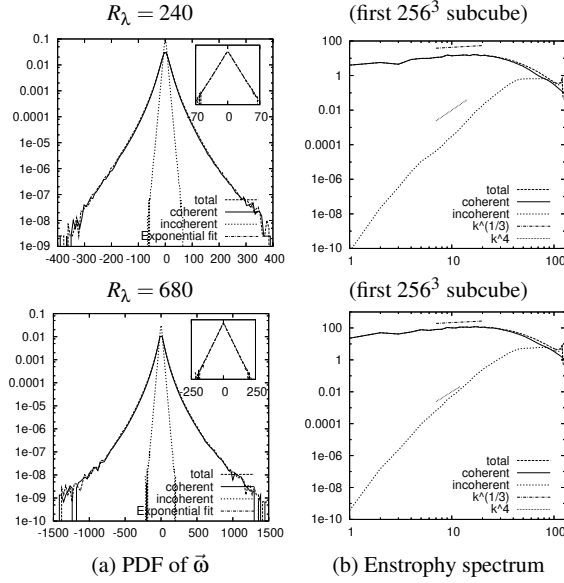 R_λ = 240
(first 256³ subcube)
0.1
0.01
0.001
0.0001
1e-05
1e-06
1e-07
1e-08
1e-09
-400 -300 -200 -100 0 100 200 300 400
-70 0 70
total
coherent
incoherent
Exponential fit
100
1
0.01
0.0001
1e-06
1e-08
1e-10
1 10 100
total
coherent
incoherent
k^(1/3)
k^4
R_λ = 680
(first 256³ subcube)
0.1
0.01
0.001
0.0001
1e-05
1e-06
1e-07
1e-08
1e-09
1e-10
-1500 -1000 -500 0 500 1000 1500
-250 0 250
total
coherent
incoherent
Exponential fit
100
1
0.01
0.0001
1e-06
1e-08
1e-10
1 10 100
total
coherent
incoherent
k^(1/3)
k^4
(a) PDF of ω⃗
(b) Enstrophy spectrum